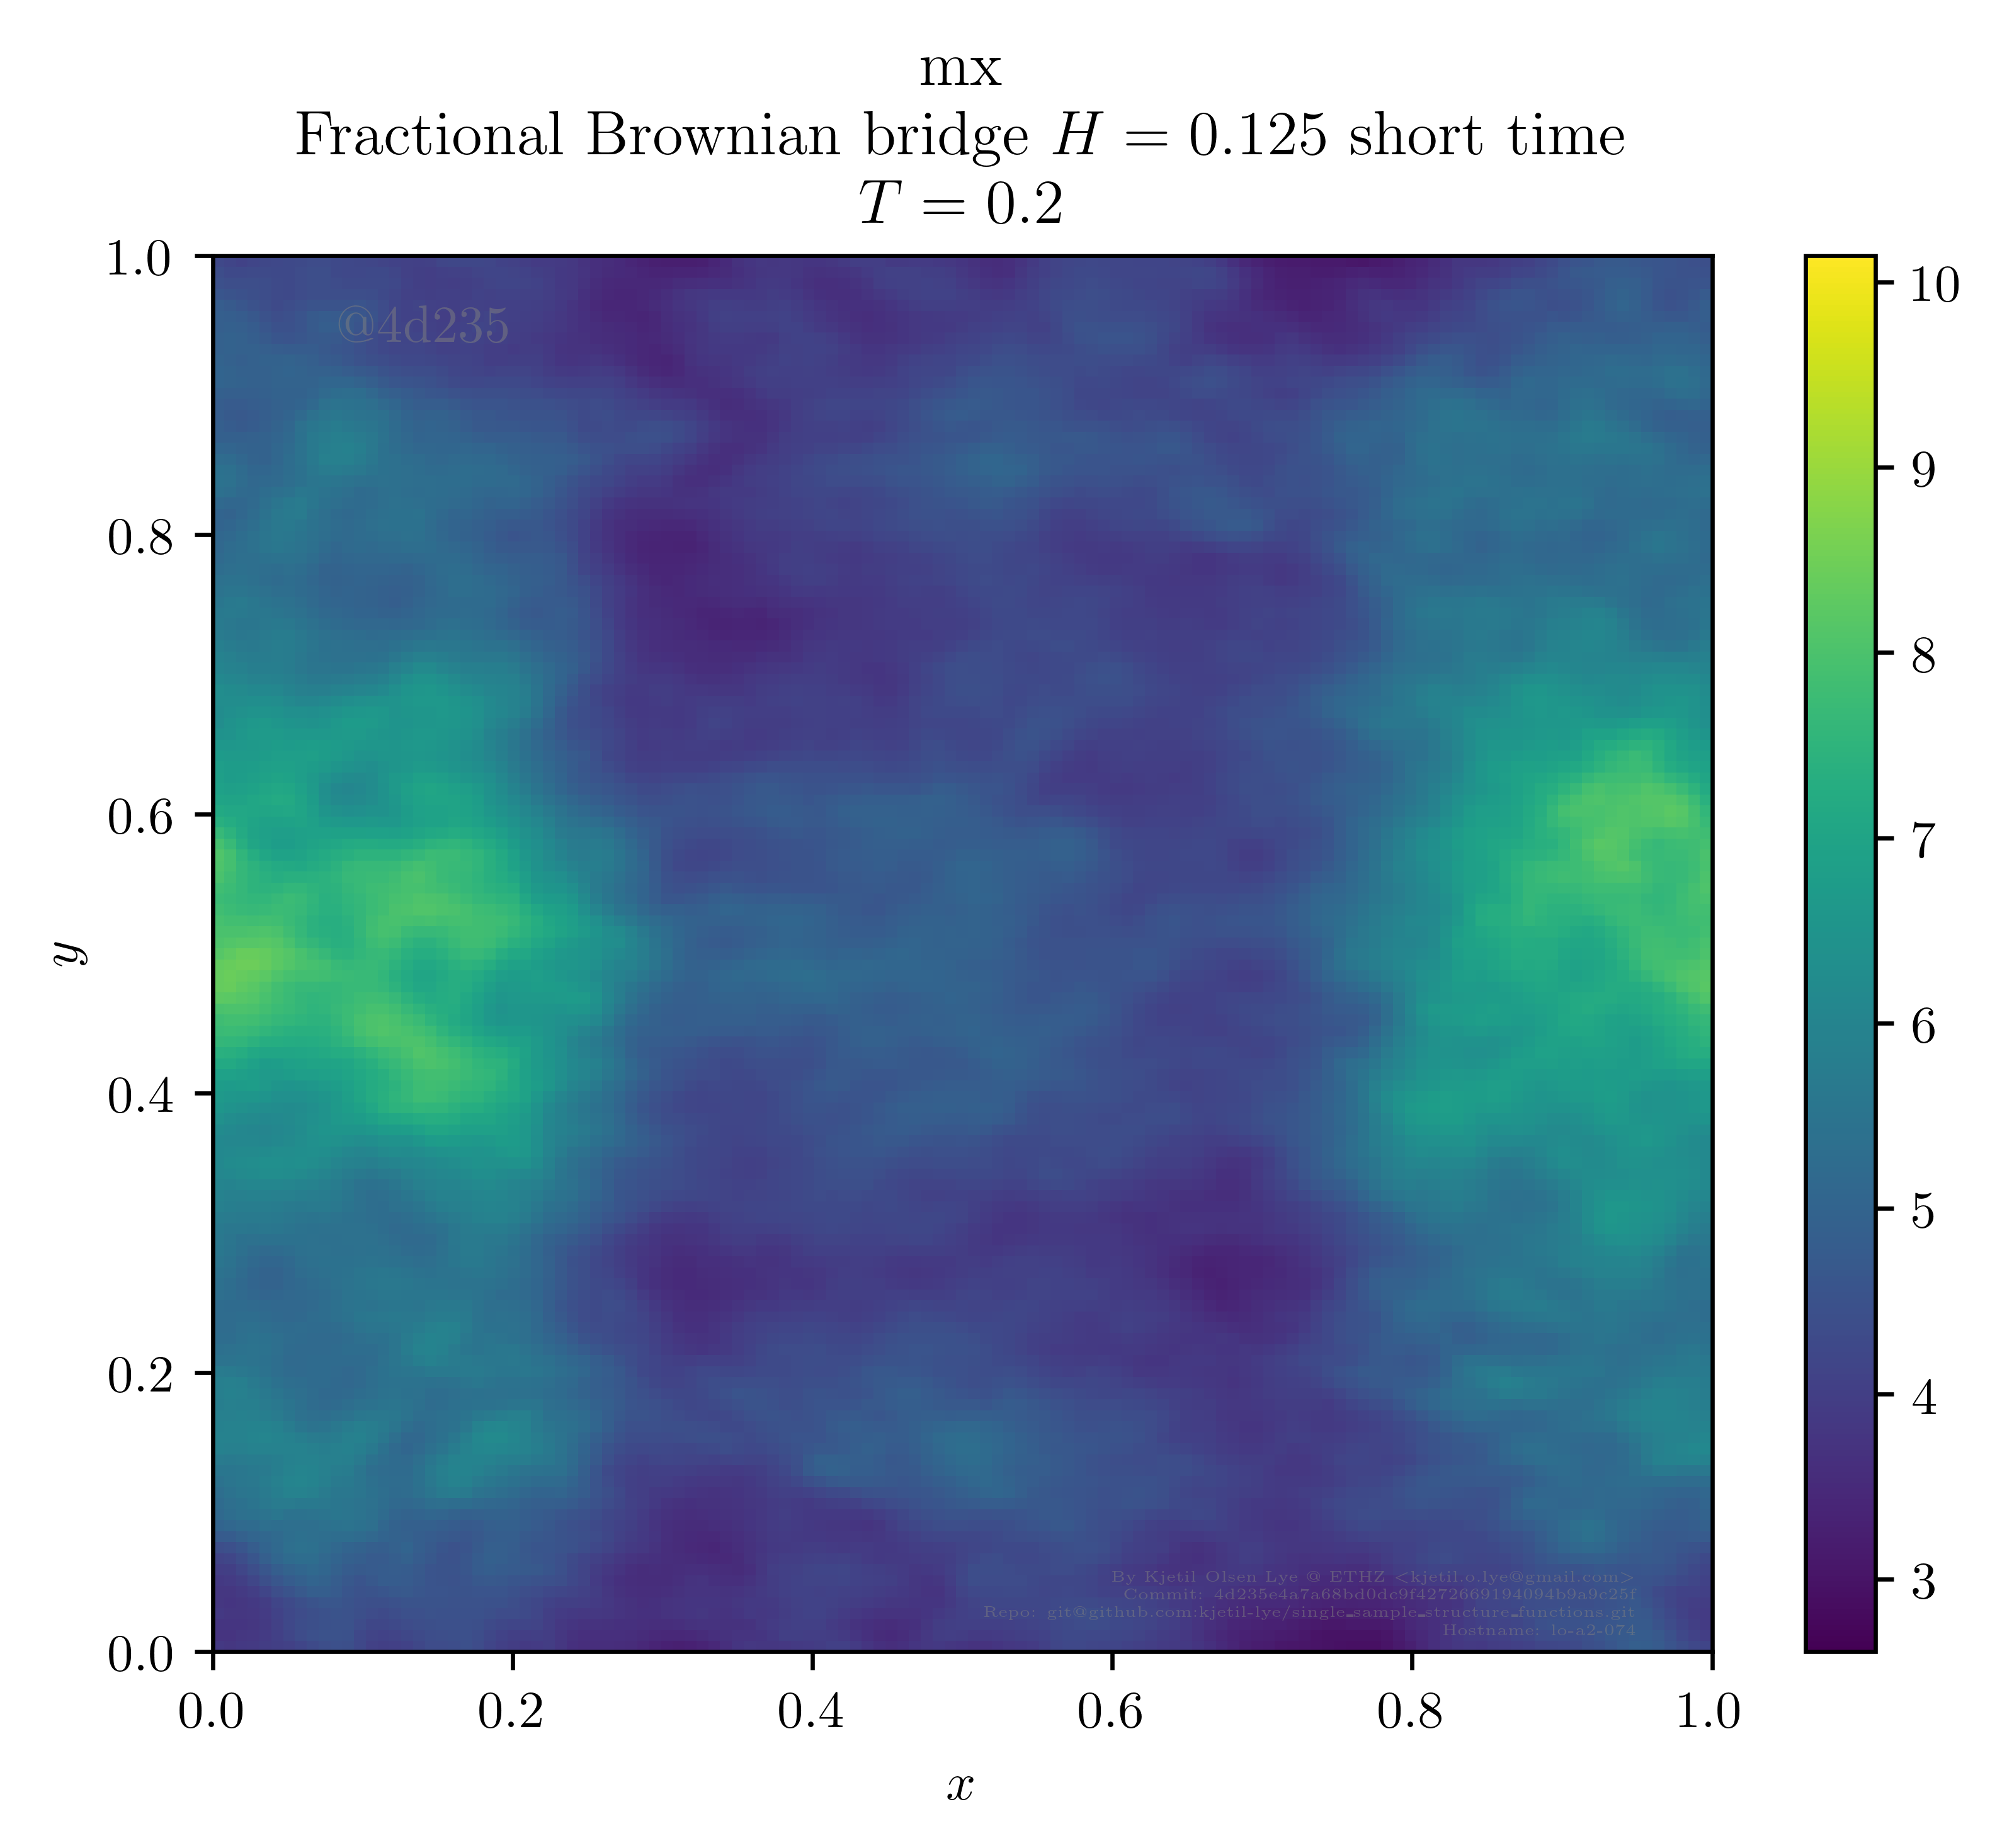 mx
Fractional Brownian bridge H = 0.125 short time
T = 0.2
@4d235
1.0
0.8
0.6
0.4
0.2
0.0
y
0.0 0.2 0.4 0.6 0.8 1.0
x
10
9
8
7
6
5
4
3
By Kjetil Olsen Lye @ ETHZ <kjetil.o.lye@gmail.com>
Commit: 4d235e4a7a68bd0dc9f4272669194094b9a9c25f
Repo: git@github.com:kjetil-lye/single_sample_structure_functions.git
Hostname: lo-a2-074